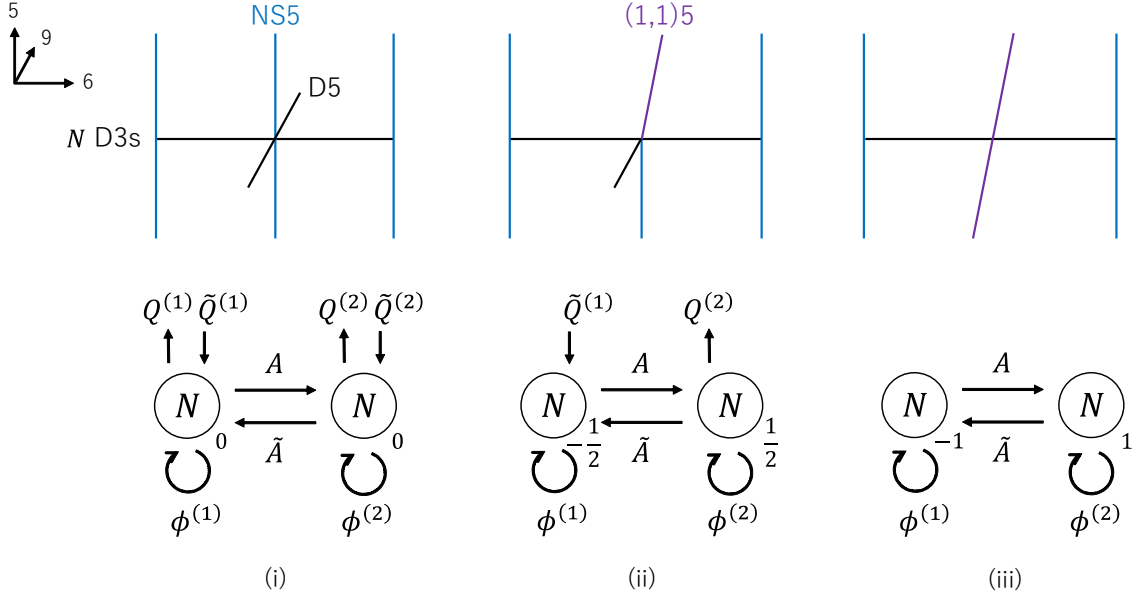 5
9
6
NS5
(1,1)5
D5
N D3s
Q^(1) Q̃^(1) Q^(2) Q̃^(2)
Q̃^(1) Q^(2)
A
A
A
N N
N N
N N
0 0
-1/2 1/2
-1 1
Ã
Ã
Ã
ϕ^(1) ϕ^(2)
ϕ^(1) ϕ^(2)
ϕ^(1) ϕ^(2)
(i)
(ii)
(iii)